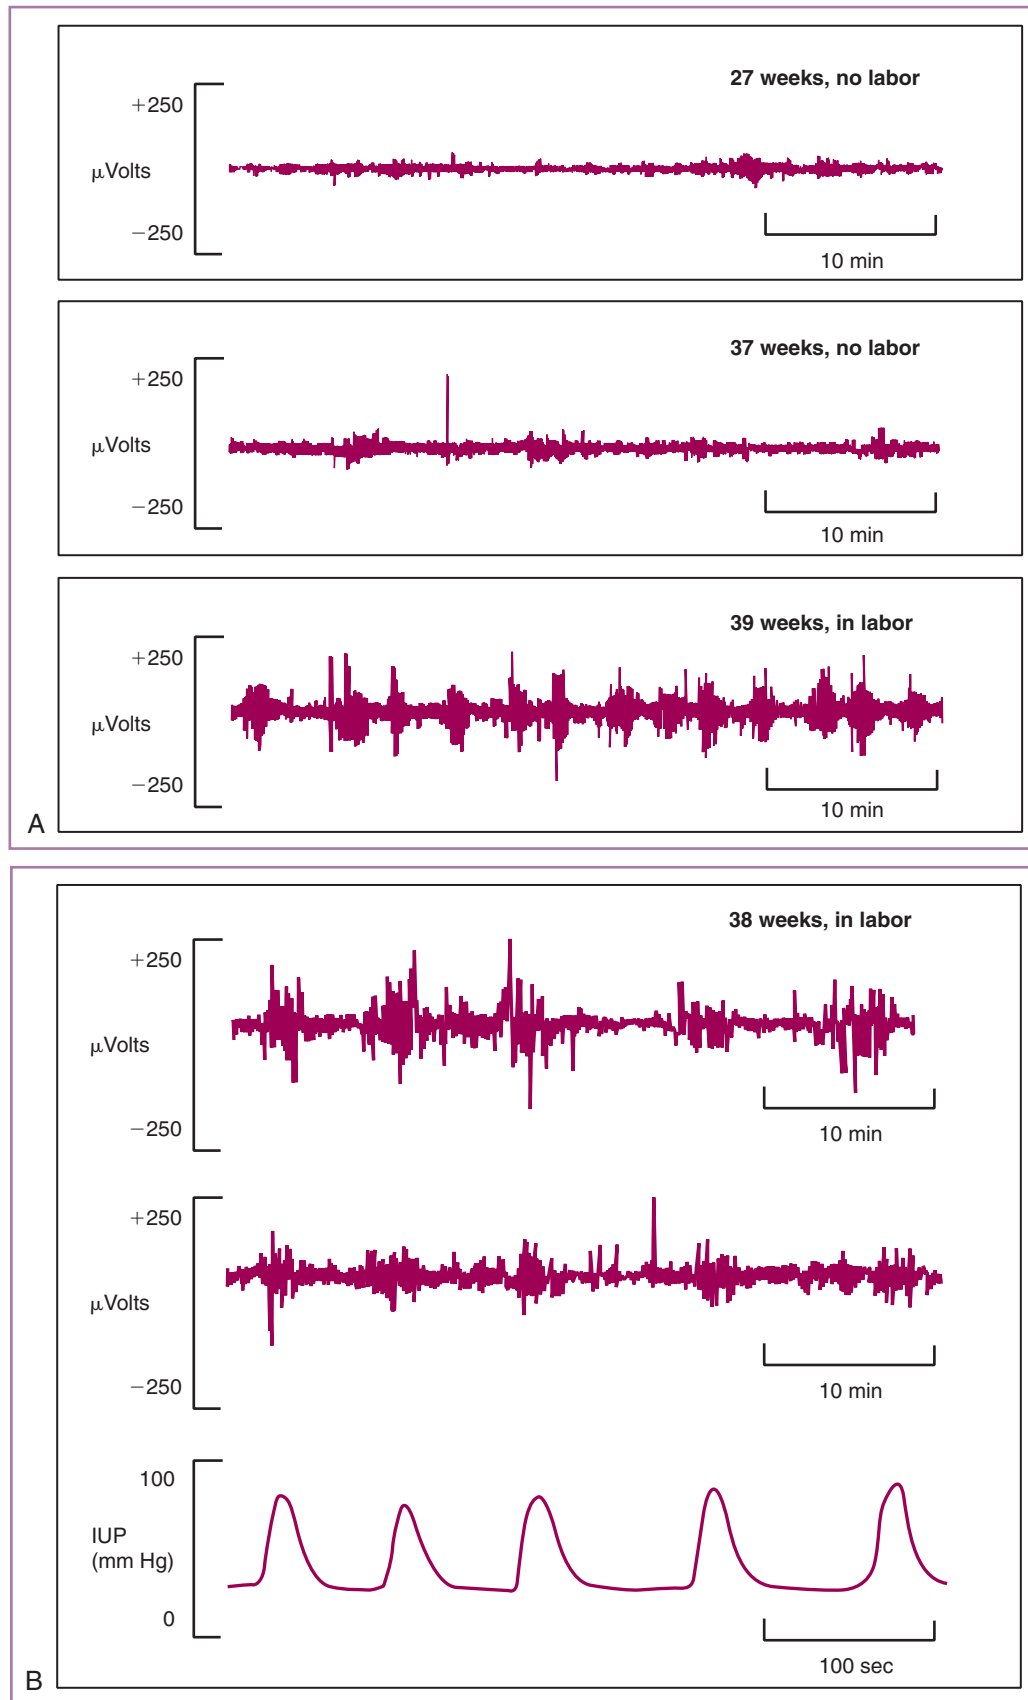 27 weeks, no labor
+250
μVolts
−250
10 min
37 weeks, no labor
+250
μVolts
−250
10 min
39 weeks, in labor
+250
μVolts
−250
10 min
A
38 weeks, in labor
+250
μVolts
−250
10 min
+250
μVolts
−250
10 min
100
IUP
(mm Hg)
0
100 sec
B